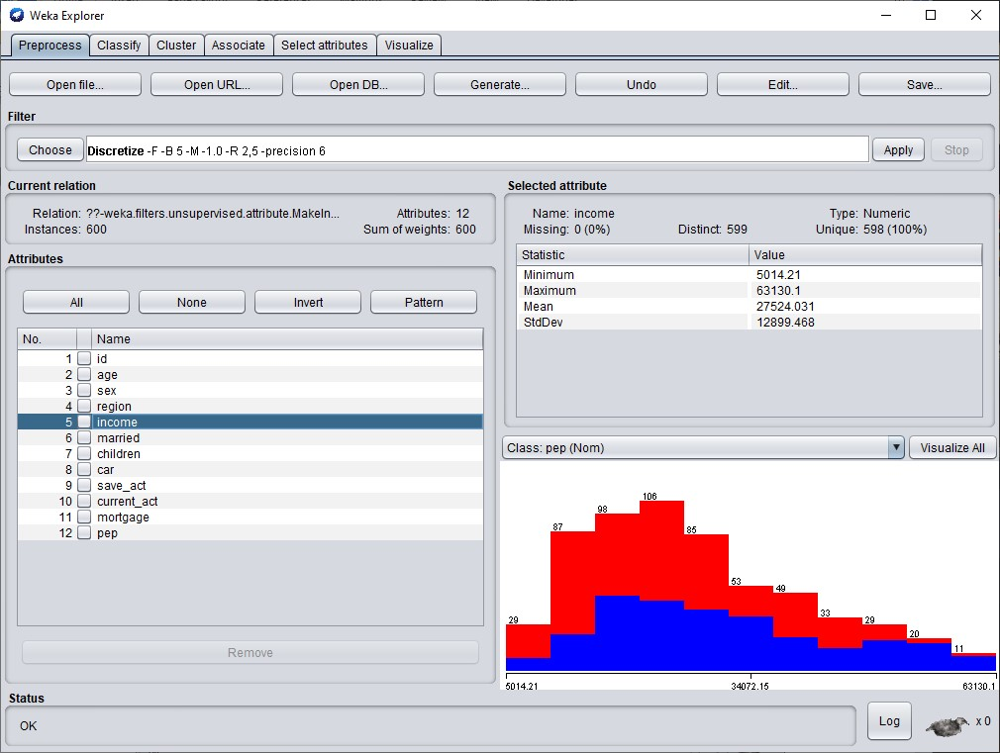 Weka Explorer
Preprocess Classify Cluster Associate Select attributes Visualize
Open file... Open URL... Open DB... Generate... Undo Edit... Save...
Filter
Choose Discretize -F -B 5 -M -1.0 -R 2,5 -precision 6 Apply Stop
Current relation
Relation: ??-weka.filters.unsupervised.attribute.MakeIn... Attributes: 12
Instances: 600 Sum of weights: 600
Attributes
All None Invert Pattern
No. Name
1 id
2 age
3 sex
4 region
5 income
6 married
7 children
8 car
9 save_act
10 current_act
11 mortgage
12 pep
Remove
Selected attribute
Name: income Type: Numeric
Missing: 0 (0%) Distinct: 599 Unique: 598 (100%)
Statistic Value
Minimum 5014.21
Maximum 63130.1
Mean 27524.031
StdDev 12899.468
Class: pep (Nom) Visualize All
29 87 98 106 85 53 49 33 29 20 11
5014.21 34072.15 63130.1
Status
OK
Log x 0